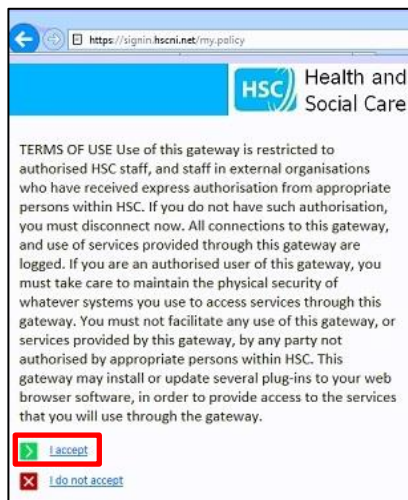 https://signin.hscni.net/my.policy
HSC Health and
Social Care
TERMS OF USE Use of this gateway is restricted to
authorised HSC staff, and staff in external organisations
who have received express authorisation from appropriate
persons within HSC. If you do not have such authorisation,
you must disconnect now. All connections to this gateway,
and use of services provided through this gateway are
logged. If you are an authorised user of this gateway, you
must take care to maintain the physical security of
whatever systems you use to access services through this
gateway. You must not facilitate any use of this gateway, or
services provided by this gateway, by any party not
authorised by appropriate persons within HSC. This
gateway may install or update several plug-ins to your web
browser software, in order to provide access to the services
that you will use through the gateway.
I accept
I do not accept